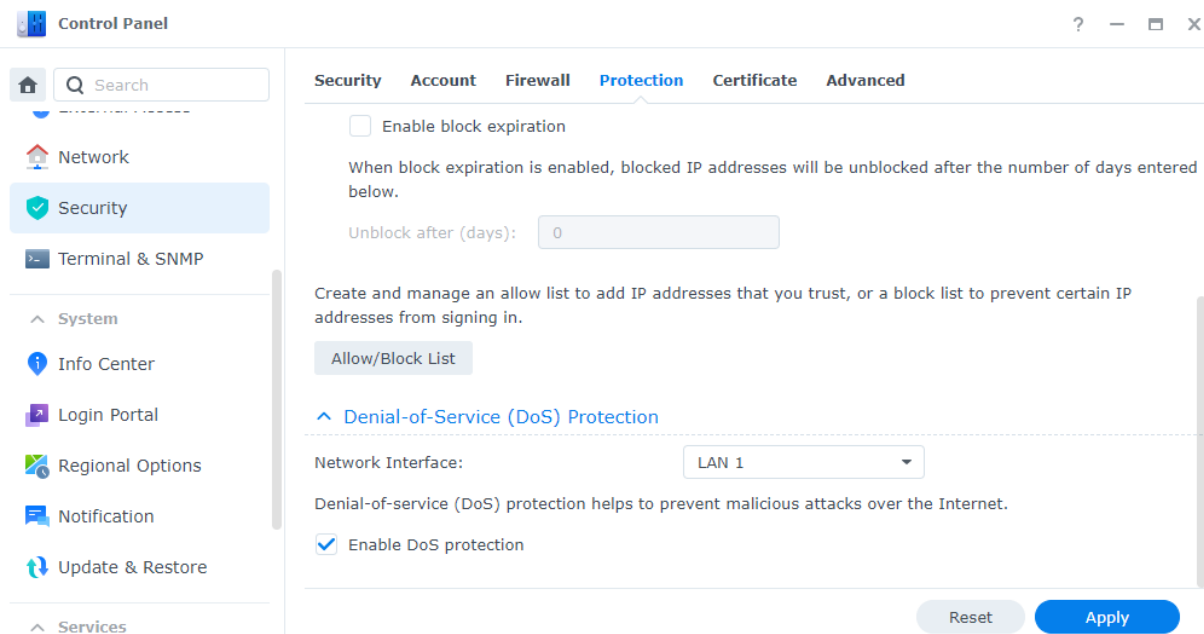 Control Panel
?
Search
Security Account Firewall Protection Certificate Advanced
Network
Security
Terminal & SNMP
System
Info Center
Login Portal
Regional Options
Notification
Update & Restore
Services
Enable block expiration
When block expiration is enabled, blocked IP addresses will be unblocked after the number of days entered
below.
Unblock after (days): 0
Create and manage an allow list to add IP addresses that you trust, or a block list to prevent certain IP
addresses from signing in.
Allow/Block List
Denial-of-Service (DoS) Protection
Network Interface: LAN 1
Denial-of-service (DoS) protection helps to prevent malicious attacks over the Internet.
Enable DoS protection
Reset Apply